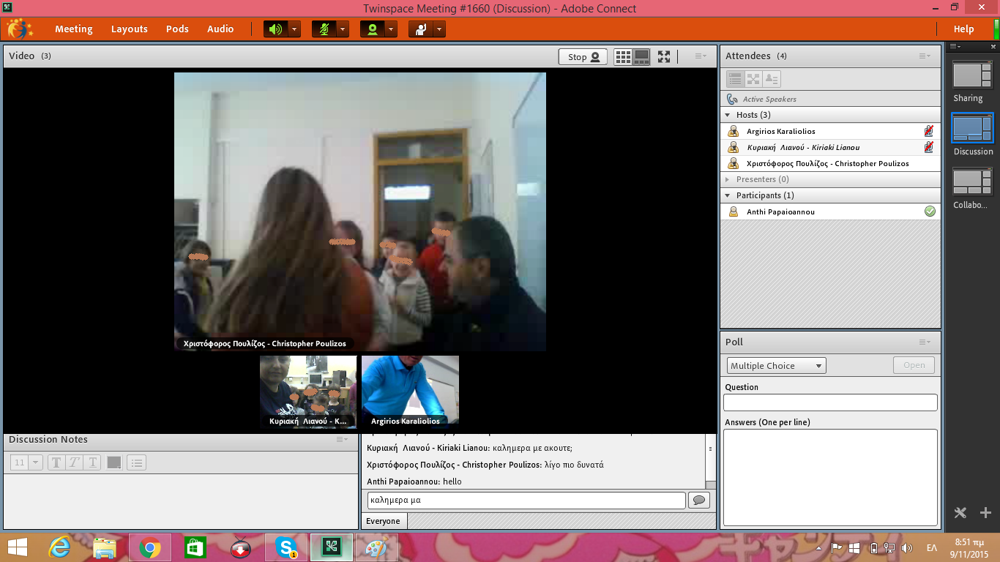 Twinspace Meeting #1660 (Discussion) - Adobe Connect
Meeting Layouts Pods Audio Help
Video (3)
Stop
Χριστόφορος Πουλίζος - Christopher Poulizos
Κυριακή Λιανού - Κ...
Argirios Karaliolios
Attendees (4)
Active Speakers
Hosts (3)
Argirios Karaliolios
Κυριακή Λιανού - Kiriaki Lianou
Χριστόφορος Πουλίζος - Christopher Poulizos
Presenters (0)
Participants (1)
Anthi Papaioannou
Sharing
Discussion
Collabo...
Discussion Notes
11 T T T
Κυριακή Λιανού - Kiriaki Lianou: καλημερα με ακουτε;
Χριστόφορος Πουλίζος - Christopher Poulizos: λίγο πιο δυνατά
Anthi Papaioannou: hello
καλημερα μα
Everyone
Poll
Multiple Choice
Open
Question
Answers (One per line)
S 1
ΕΛ
8:51 πμ
9/11/2015